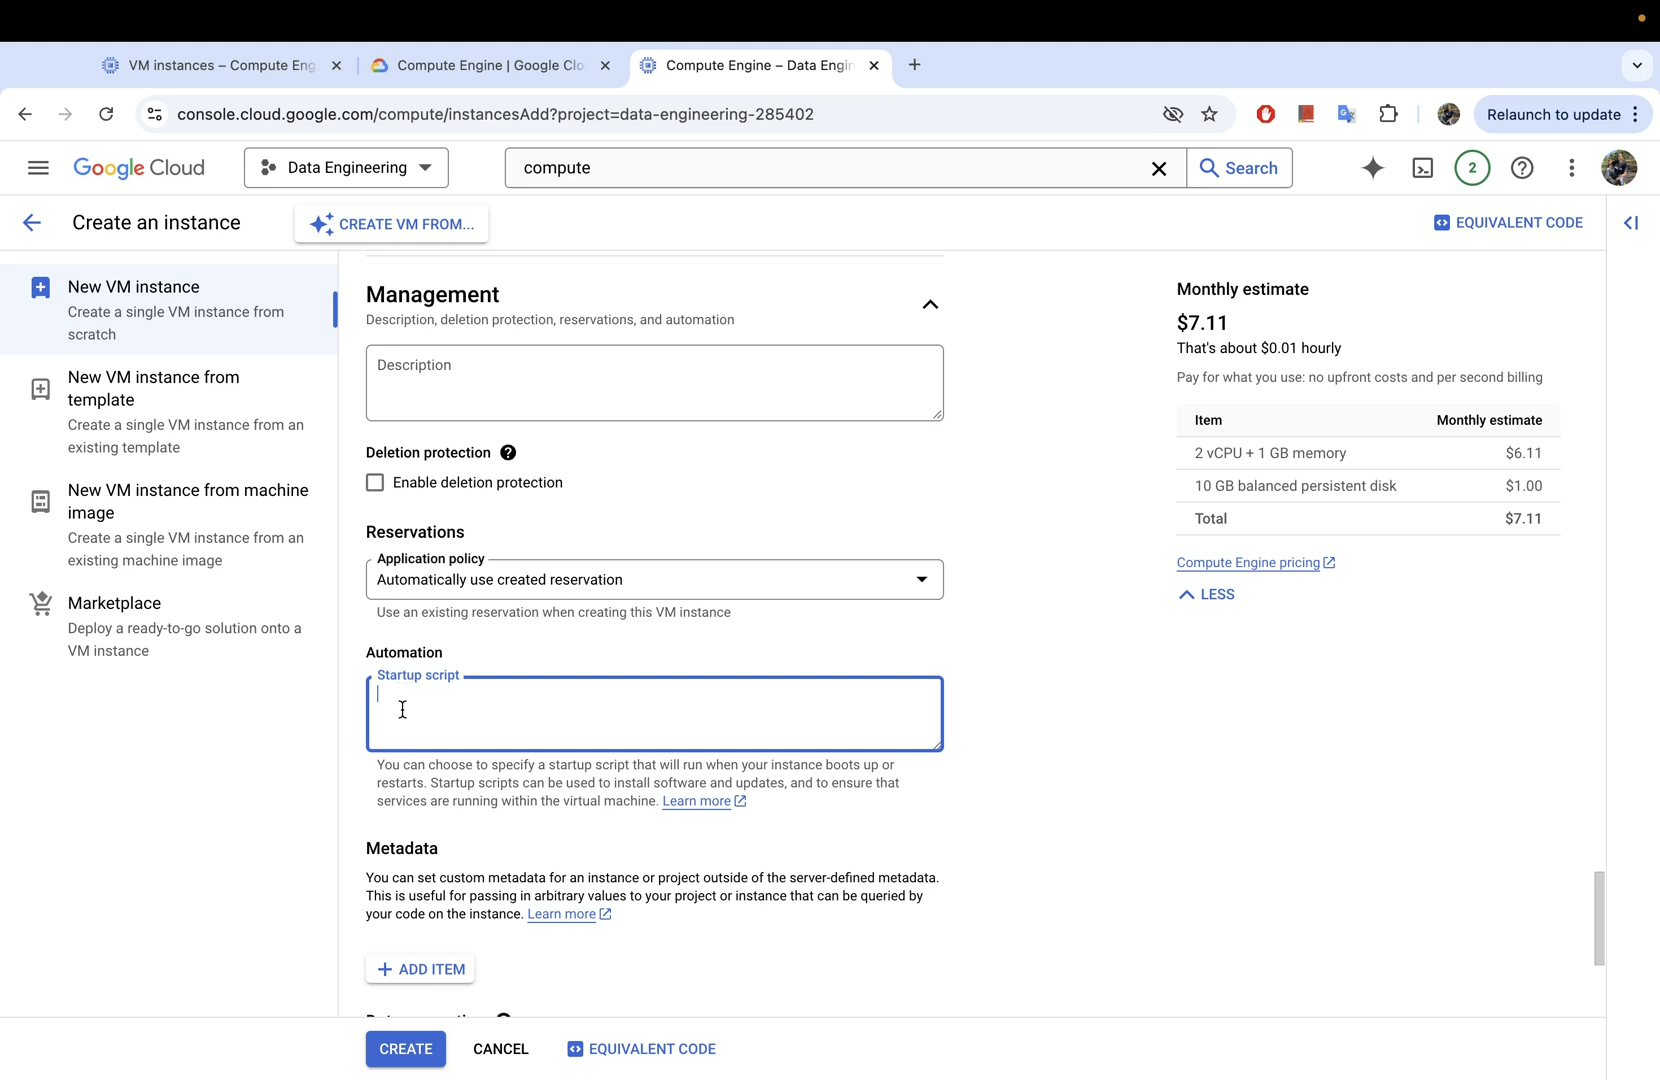 VM instances – Compute Eng
Compute Engine | Google Clo
Compute Engine – Data Engin
console.cloud.google.com/compute/instancesAdd?project=data-engineering-285402
Relaunch to update
Google Cloud
Data Engineering
compute
Search
2
Create an instance
CREATE VM FROM...
EQUIVALENT CODE
New VM instance
Create a single VM instance from
scratch
New VM instance from
template
Create a single VM instance from an
existing template
New VM instance from machine
image
Create a single VM instance from an
existing machine image
Marketplace
Deploy a ready-to-go solution onto a
VM instance
Management
Description, deletion protection, reservations, and automation
Description
Deletion protection
Enable deletion protection
Reservations
Application policy
Automatically use created reservation
Use an existing reservation when creating this VM instance
Automation
Startup script
You can choose to specify a startup script that will run when your instance boots up or
restarts. Startup scripts can be used to install software and updates, and to ensure that
services are running within the virtual machine. Learn more
Metadata
You can set custom metadata for an instance or project outside of the server-defined metadata.
This is useful for passing in arbitrary values to your project or instance that can be queried by
your code on the instance. Learn more
ADD ITEM
CREATE
CANCEL
EQUIVALENT CODE
Monthly estimate
$7.11
That's about $0.01 hourly
Pay for what you use: no upfront costs and per second billing
Item Monthly estimate
2 vCPU + 1 GB memory $6.11
10 GB balanced persistent disk $1.00
Total $7.11
Compute Engine pricing
LESS